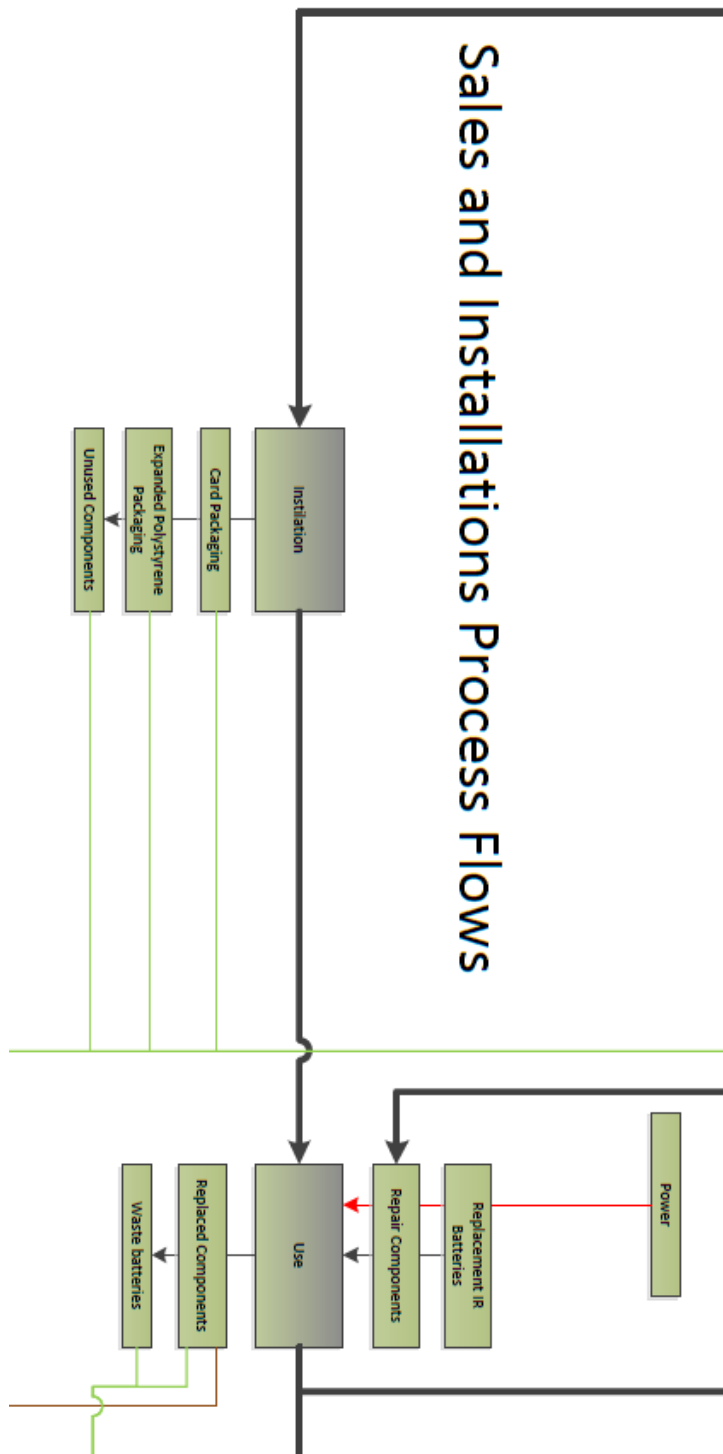 Sales and Installations Process Flows
Instilation
Card Packaging
Expanded Polystyrene
Packaging
Unused Components
Power
Replacement IR
Batteries
Repair Components
Use
Replaced Components
Waste batteries